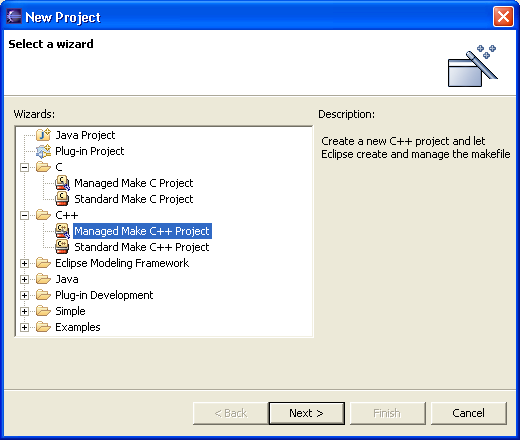 New Project
Select a wizard
Wizards:
Description:
Java Project
Plug-in Project
C
Managed Make C Project
Standard Make C Project
C++
Managed Make C++ Project
Standard Make C++ Project
Eclipse Modeling Framework
Java
Plug-in Development
Simple
Examples
Create a new C++ project and let
Eclipse create and manage the makefile
< Back
Next >
Finish
Cancel